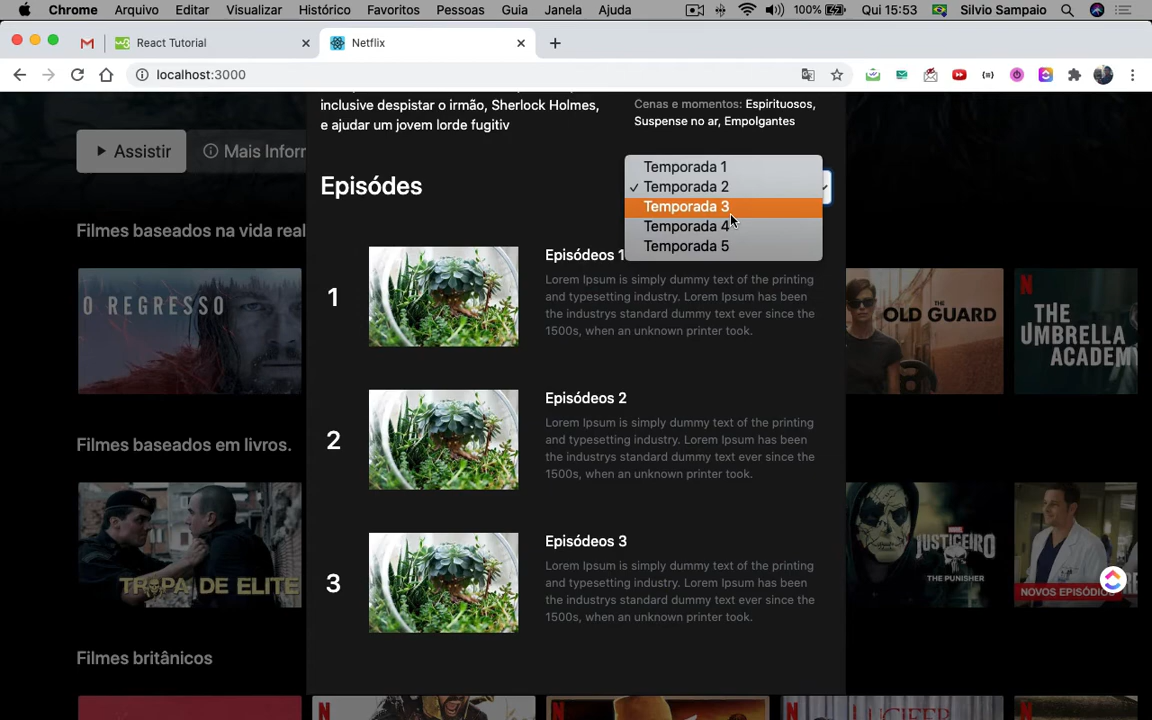 Chrome Arquivo Editar Visualizar Histórico Favoritos Pessoas Guia Janela Ajuda 100% Qui 15:53 Silvio Sampaio
React Tutorial
Netflix
localhost:3000
inclusive despistar o irmão, Sherlock Holmes,
e ajudar um jovem lorde fugitiv
Cenas e momentos: Espirituosos,
Suspense no ar, Empolgantes
Assistir
Mais Inforr
Episódes
Temporada 1
✓ Temporada 2
Temporada 3
Temporada 4
Temporada 5
Filmes baseados na vida real
O REGRESSO
THE OLD GUARD
N
THE
UMBRELLA
ACADEM
1
Episódeos 1
Lorem Ipsum is simply dummy text of the printing
and typesetting industry. Lorem Ipsum has been
the industrys standard dummy text ever since the
1500s, when an unknown printer took.
2
Episódeos 2
Lorem Ipsum is simply dummy text of the printing
and typesetting industry. Lorem Ipsum has been
the industrys standard dummy text ever since the
1500s, when an unknown printer took.
3
Episódeos 3
Lorem Ipsum is simply dummy text of the printing
and typesetting industry. Lorem Ipsum has been
the industrys standard dummy text ever since the
1500s, when an unknown printer took.
Filmes baseados em livros.
TROPA DE ELITE
MARVEL
JUSTICEIRO
THE PUNISHER
N
NOVOS EPISÓDIOS
Filmes britânicos
N
N
LUCIFER
N